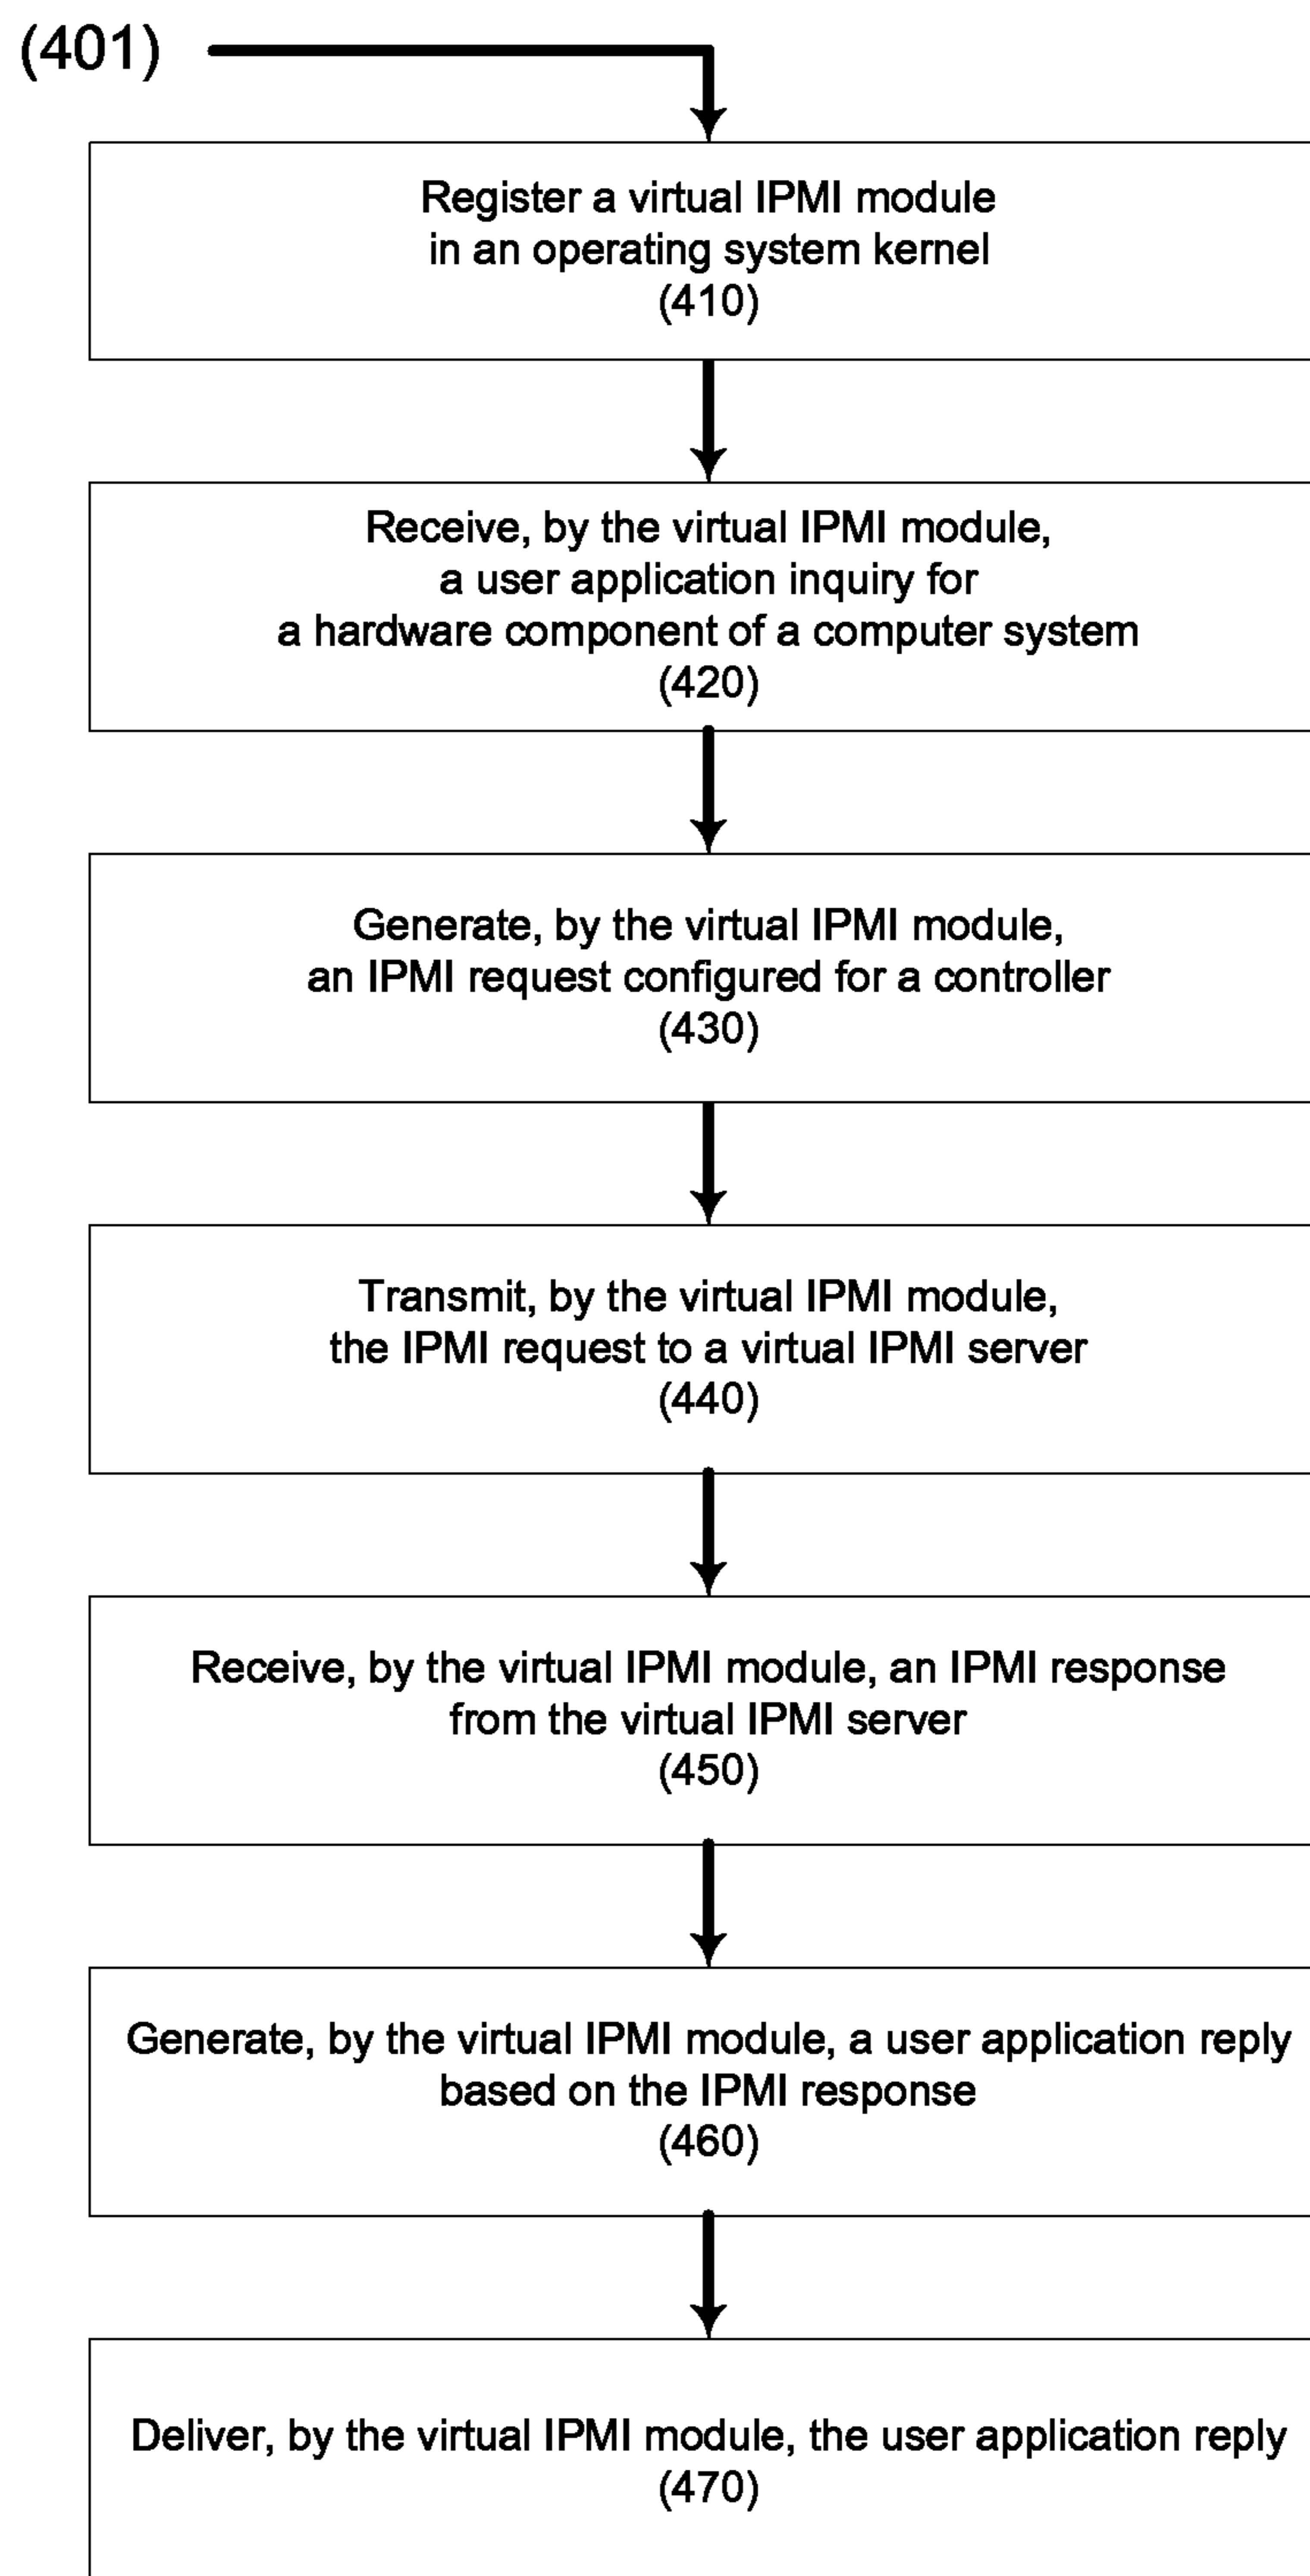 (401)
Register a virtual IPMI module
in an operating system kernel
(410)
Receive, by the virtual IPMI module,
a user application inquiry for
a hardware component of a computer system
(420)
Generate, by the virtual IPMI module,
an IPMI request configured for a controller
(430)
Transmit, by the virtual IPMI module,
the IPMI request to a virtual IPMI server
(440)
Receive, by the virtual IPMI module, an IPMI response
from the virtual IPMI server
(450)
Generate, by the virtual IPMI module, a user application reply
based on the IPMI response
(460)
Deliver, by the virtual IPMI module, the user application reply
(470)